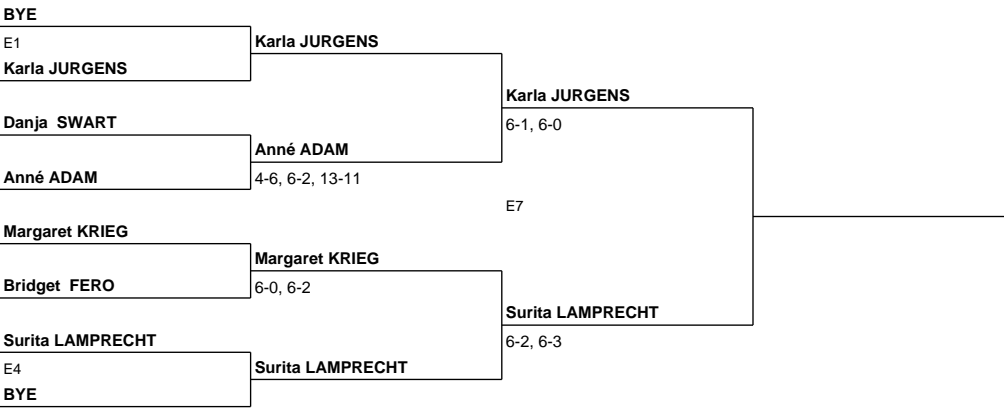 BYE
E1
Karla JURGENS
Karla JURGENS
Karla JURGENS
6-1, 6-0
Danja SWART
Anné ADAM
Anné ADAM
4-6, 6-2, 13-11
E7
Margaret KRIEG
Margaret KRIEG
Bridget FERO
6-0, 6-2
Surita LAMPRECHT
6-2, 6-3
Surita LAMPRECHT
E4
Surita LAMPRECHT
BYE